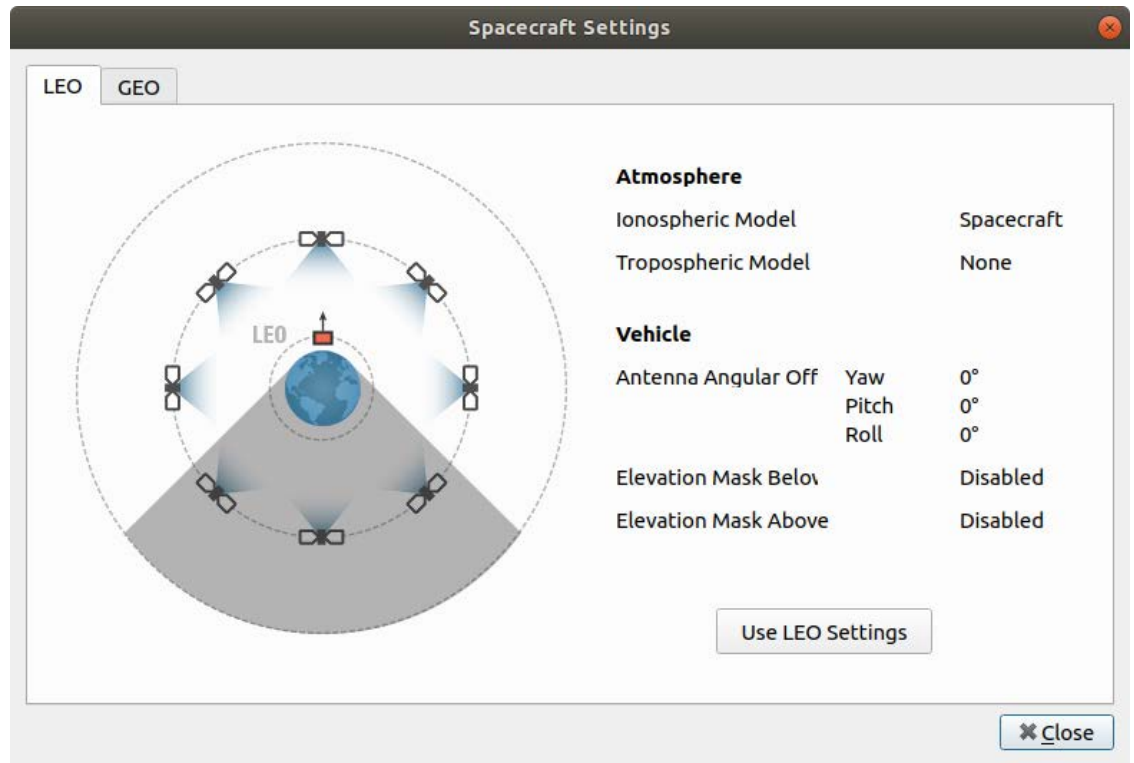 Spacecraft Settings
LEO GEO
LEO
Atmosphere
Ionospheric Model Spacecraft
Tropospheric Model None
Vehicle
Antenna Angular Off Yaw 0°
Pitch 0°
Roll 0°
Elevation Mask Belov Disabled
Elevation Mask Above Disabled
Use LEO Settings
Close